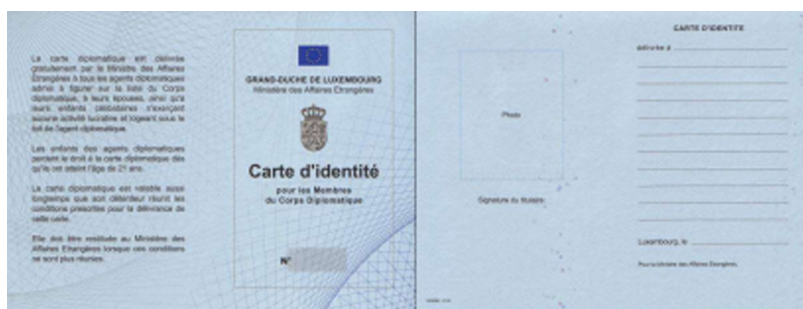 La carte diplomatique est délivrée
gratuitement par le Ministre des Affaires
Etrangères à tous les agents diplomatiques
admis à figurer sur la liste du Corps
diplomatique, à leurs épouses, ainsi qu'à
leurs enfants célibataires n'exerçant
aucune activité lucrative et logeant sous le
toit de l'agent diplomatique.
Les enfants des agents diplomatiques
perdent le droit à la carte diplomatique dès
qu'ils ont atteint l'âge de 21 ans.
La carte diplomatique est valable aussi
longtemps que son détenteur réunit les
conditions prescrites pour la délivrance de
cette carte.
Elle doit être restituée au Ministère des
Affaires Etrangères lorsque ces conditions
ne sont plus réunies.
GRAND-DUCHE DE LUXEMBOURG
Ministère des Affaires Etrangères
Carte d'identité
pour les Membres
du Corps Diplomatique
N°
Photo
Signature du titulaire
CARTE D'IDENTITE
délivrée à
Luxembourg, le
Pour le Ministre des Affaires Etrangères,